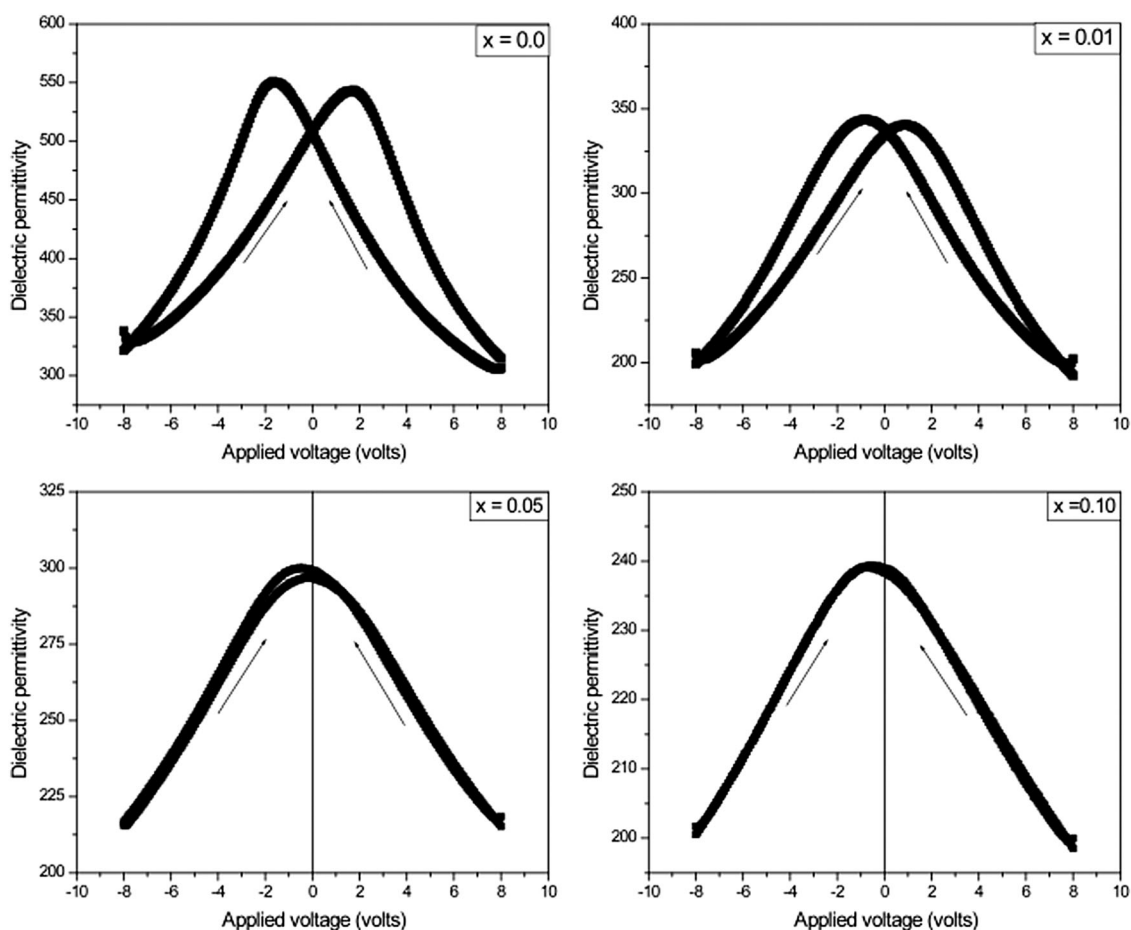 x = 0.0
600
550
500
450
400
350
300
Dielectric permittivity
-10 -8 -6 -4 -2 0 2 4 6 8 10
Applied voltage (volts)
x = 0.01
400
350
300
250
200
Dielectric permittivity
-10 -8 -6 -4 -2 0 2 4 6 8 10
Applied voltage (volts)
x = 0.05
325
300
275
250
225
200
Dielectric permittivity
-10 -8 -6 -4 -2 0 2 4 6 8 10
Applied voltage (volts)
x =0.10
250
240
230
220
210
200
Dielectric permittivity
-10 -8 -6 -4 -2 0 2 4 6 8 10
Applied voltage (volts)